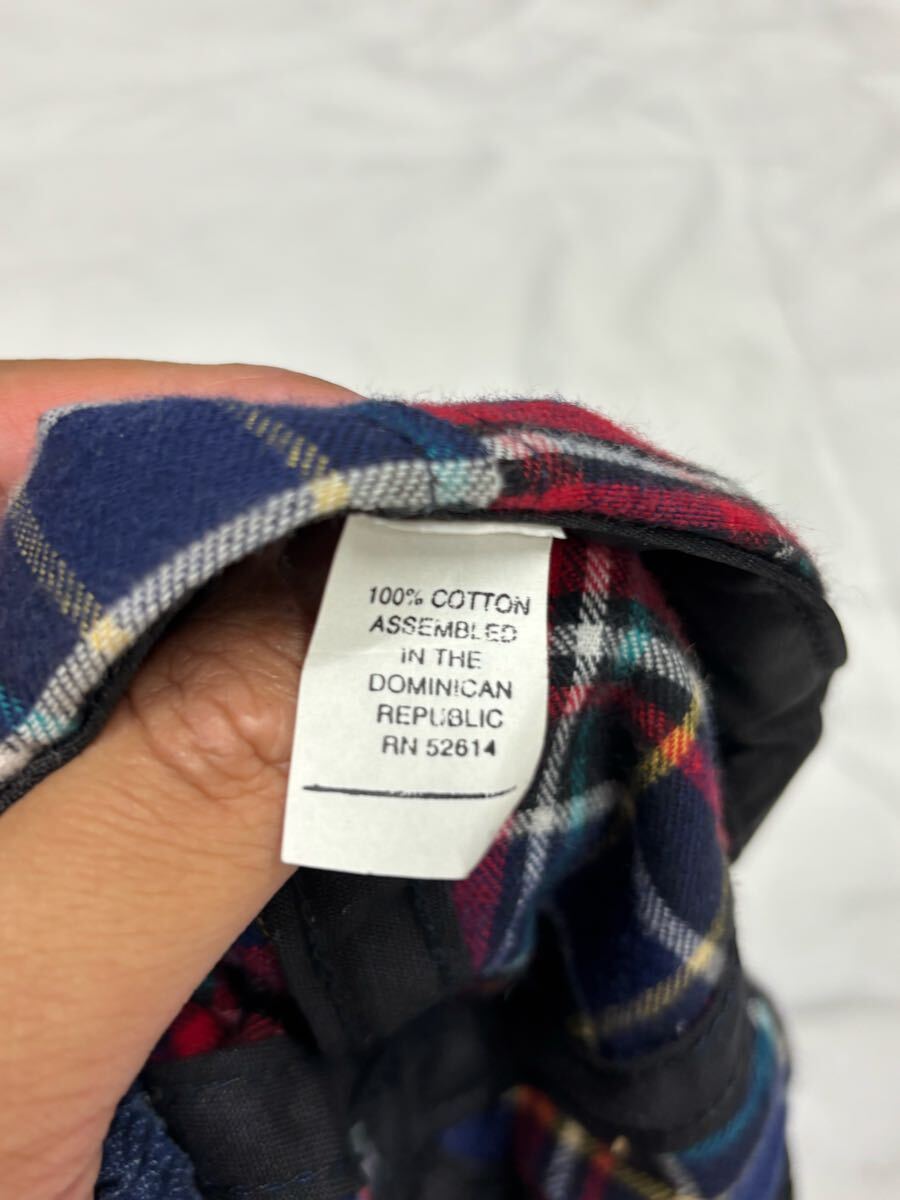 100% COTTON
ASSEMBLED
IN THE
DOMINICAN
REPUBLIC
RN 52614